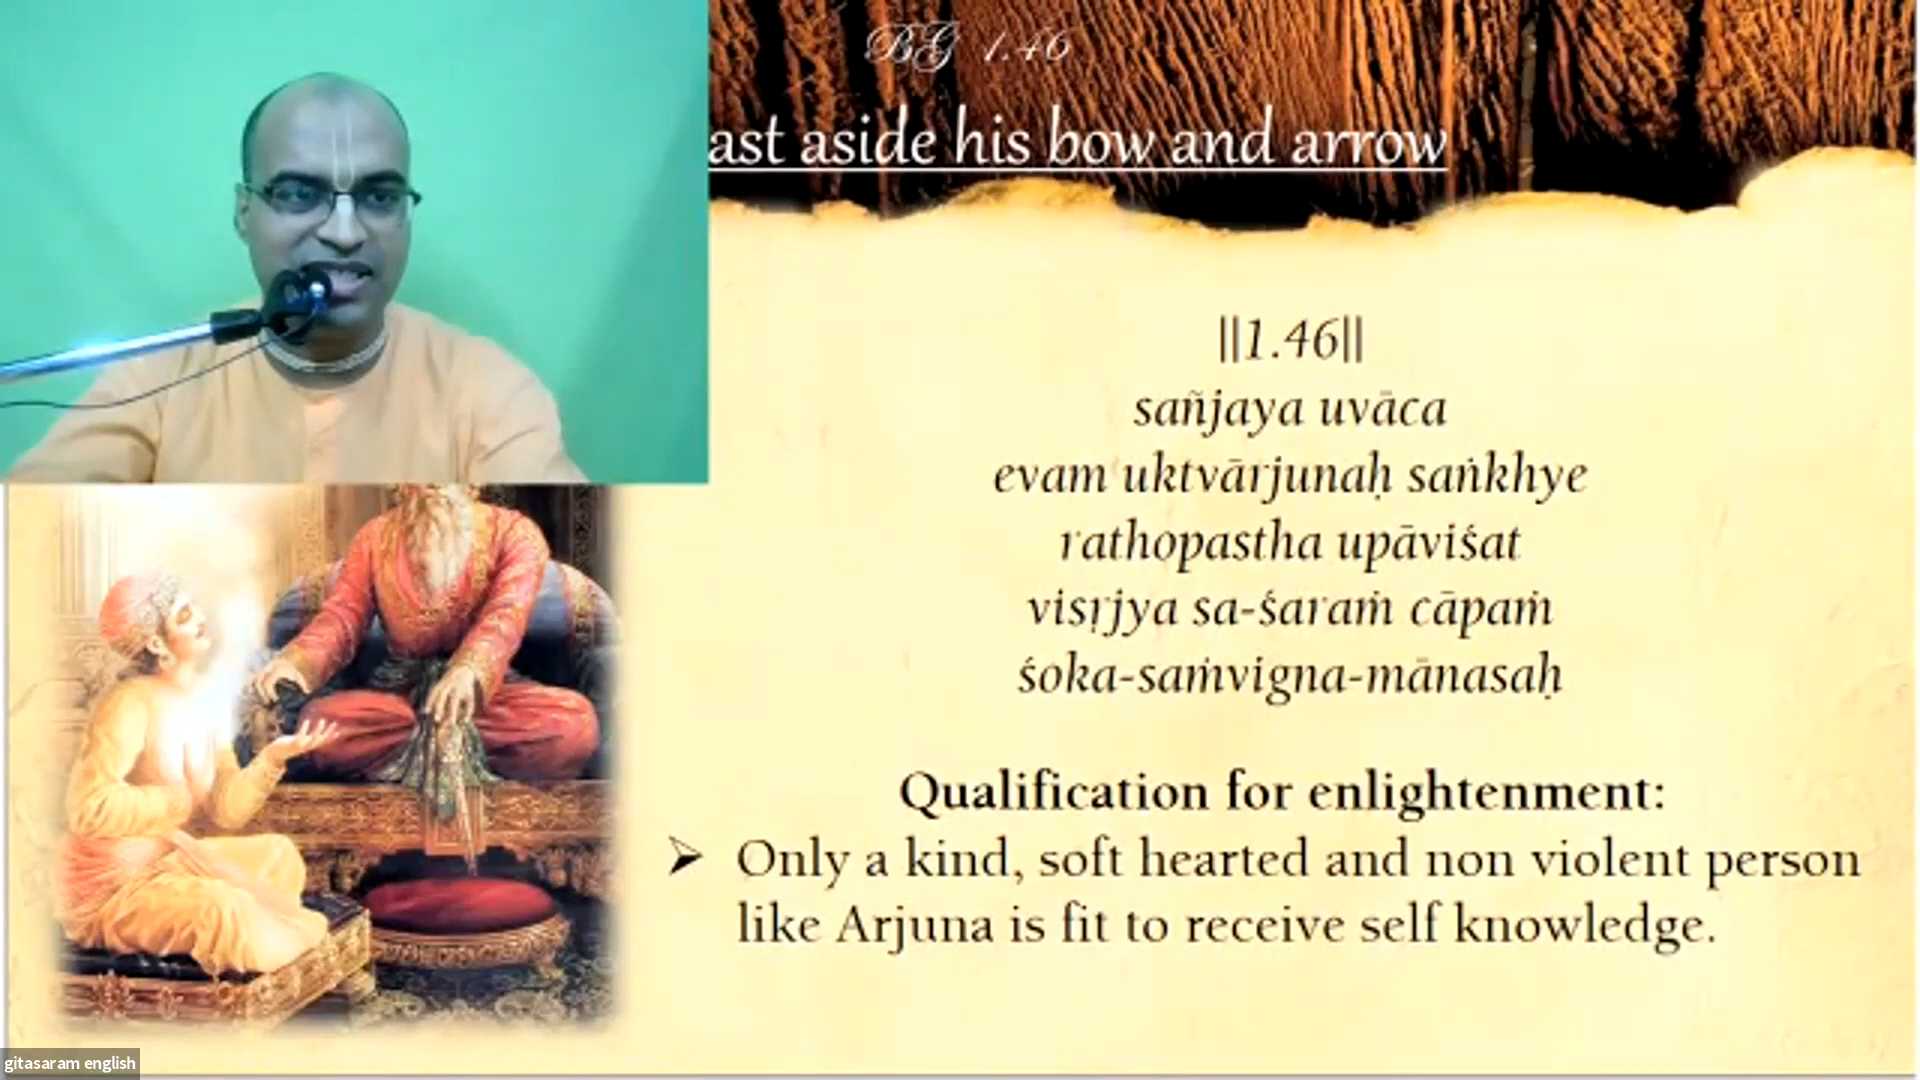 BG 1.46
ast aside his bow and arrow
||1.46||
sañjaya uvāca
evam uktvārjunaḥ saṅkhye
rathopastha upāviśat
visṛjya sa-śaraṁ cāpaṁ
śoka-saṁvigna-mānasaḥ
Qualification for enlightenment:
➢ Only a kind, soft hearted and non violent person
like Arjuna is fit to receive self knowledge.
gitasaram english